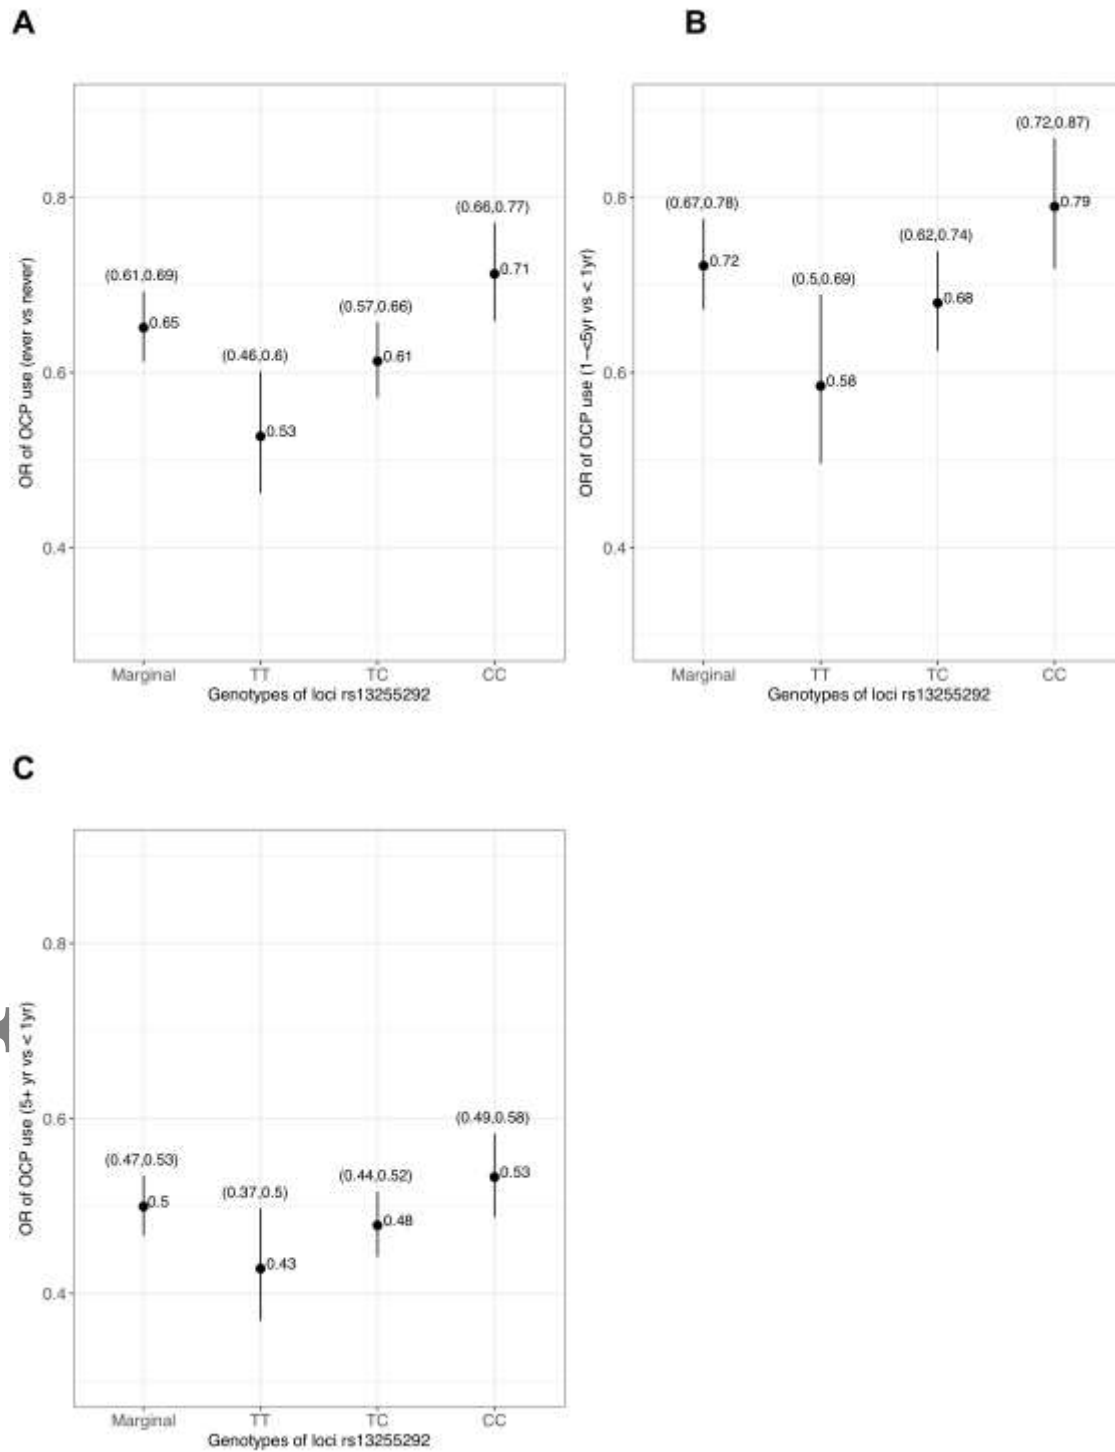 A
B
OR of OCP use (ever vs never)
0.8
0.6
0.4
(0.61,0.69)
0.65
(0.46,0.6)
0.53
(0.57,0.66)
0.61
(0.66,0.77)
0.71
Marginal TT TC CC
Genotypes of loci rs13255292
OR of OCP use (1-<5yr vs < 1yr)
0.8
0.6
0.4
(0.67,0.78)
0.72
(0.5,0.69)
0.58
(0.62,0.74)
0.68
(0.72,0.87)
0.79
Marginal TT TC CC
Genotypes of loci rs13255292
C
OR of OCP use (5+ yr vs < 1yr)
0.8
0.6
0.4
(0.47,0.53)
0.5
(0.37,0.5)
0.43
(0.44,0.52)
0.48
(0.49,0.58)
0.53
Marginal TT TC CC
Genotypes of loci rs13255292